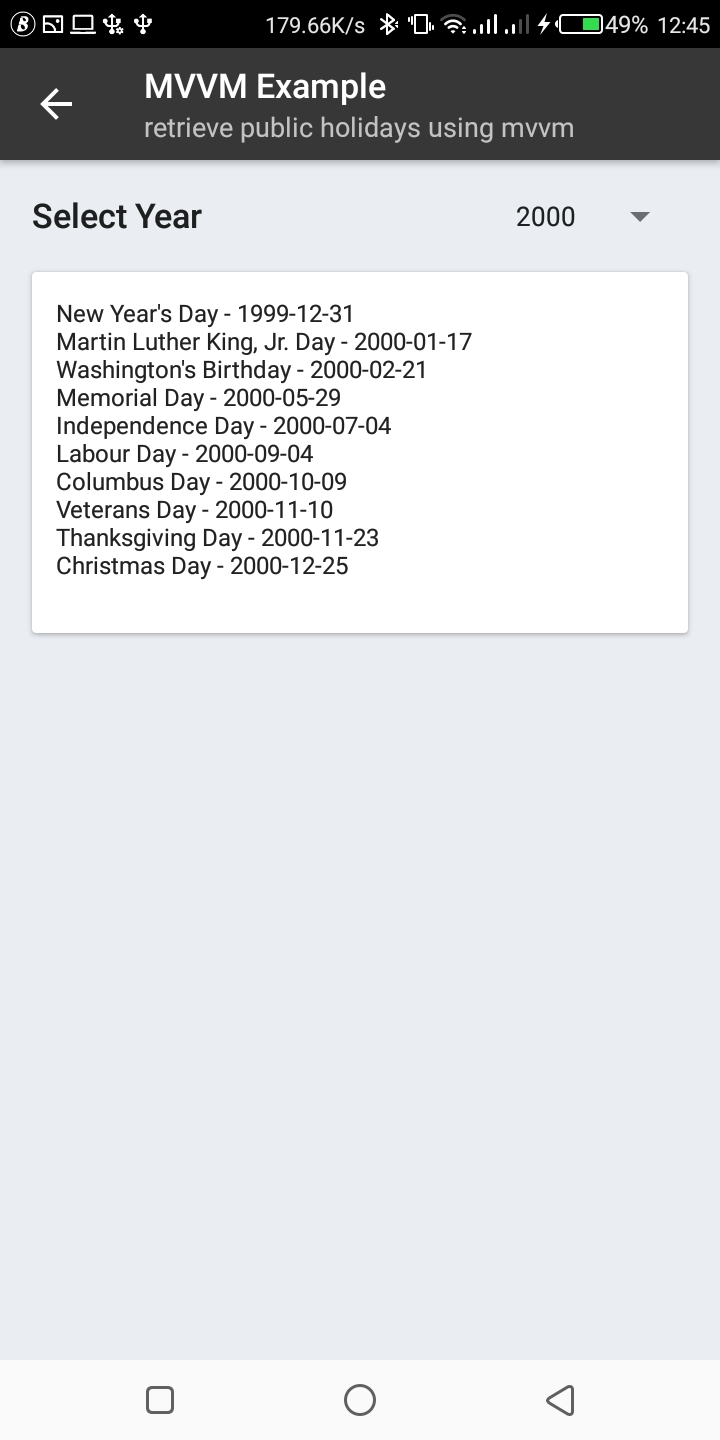 179.66K/s 49% 12:45
MVVM Example
retrieve public holidays using mvvm
Select Year 2000
New Year's Day - 1999-12-31
Martin Luther King, Jr. Day - 2000-01-17
Washington's Birthday - 2000-02-21
Memorial Day - 2000-05-29
Independence Day - 2000-07-04
Labour Day - 2000-09-04
Columbus Day - 2000-10-09
Veterans Day - 2000-11-10
Thanksgiving Day - 2000-11-23
Christmas Day - 2000-12-25